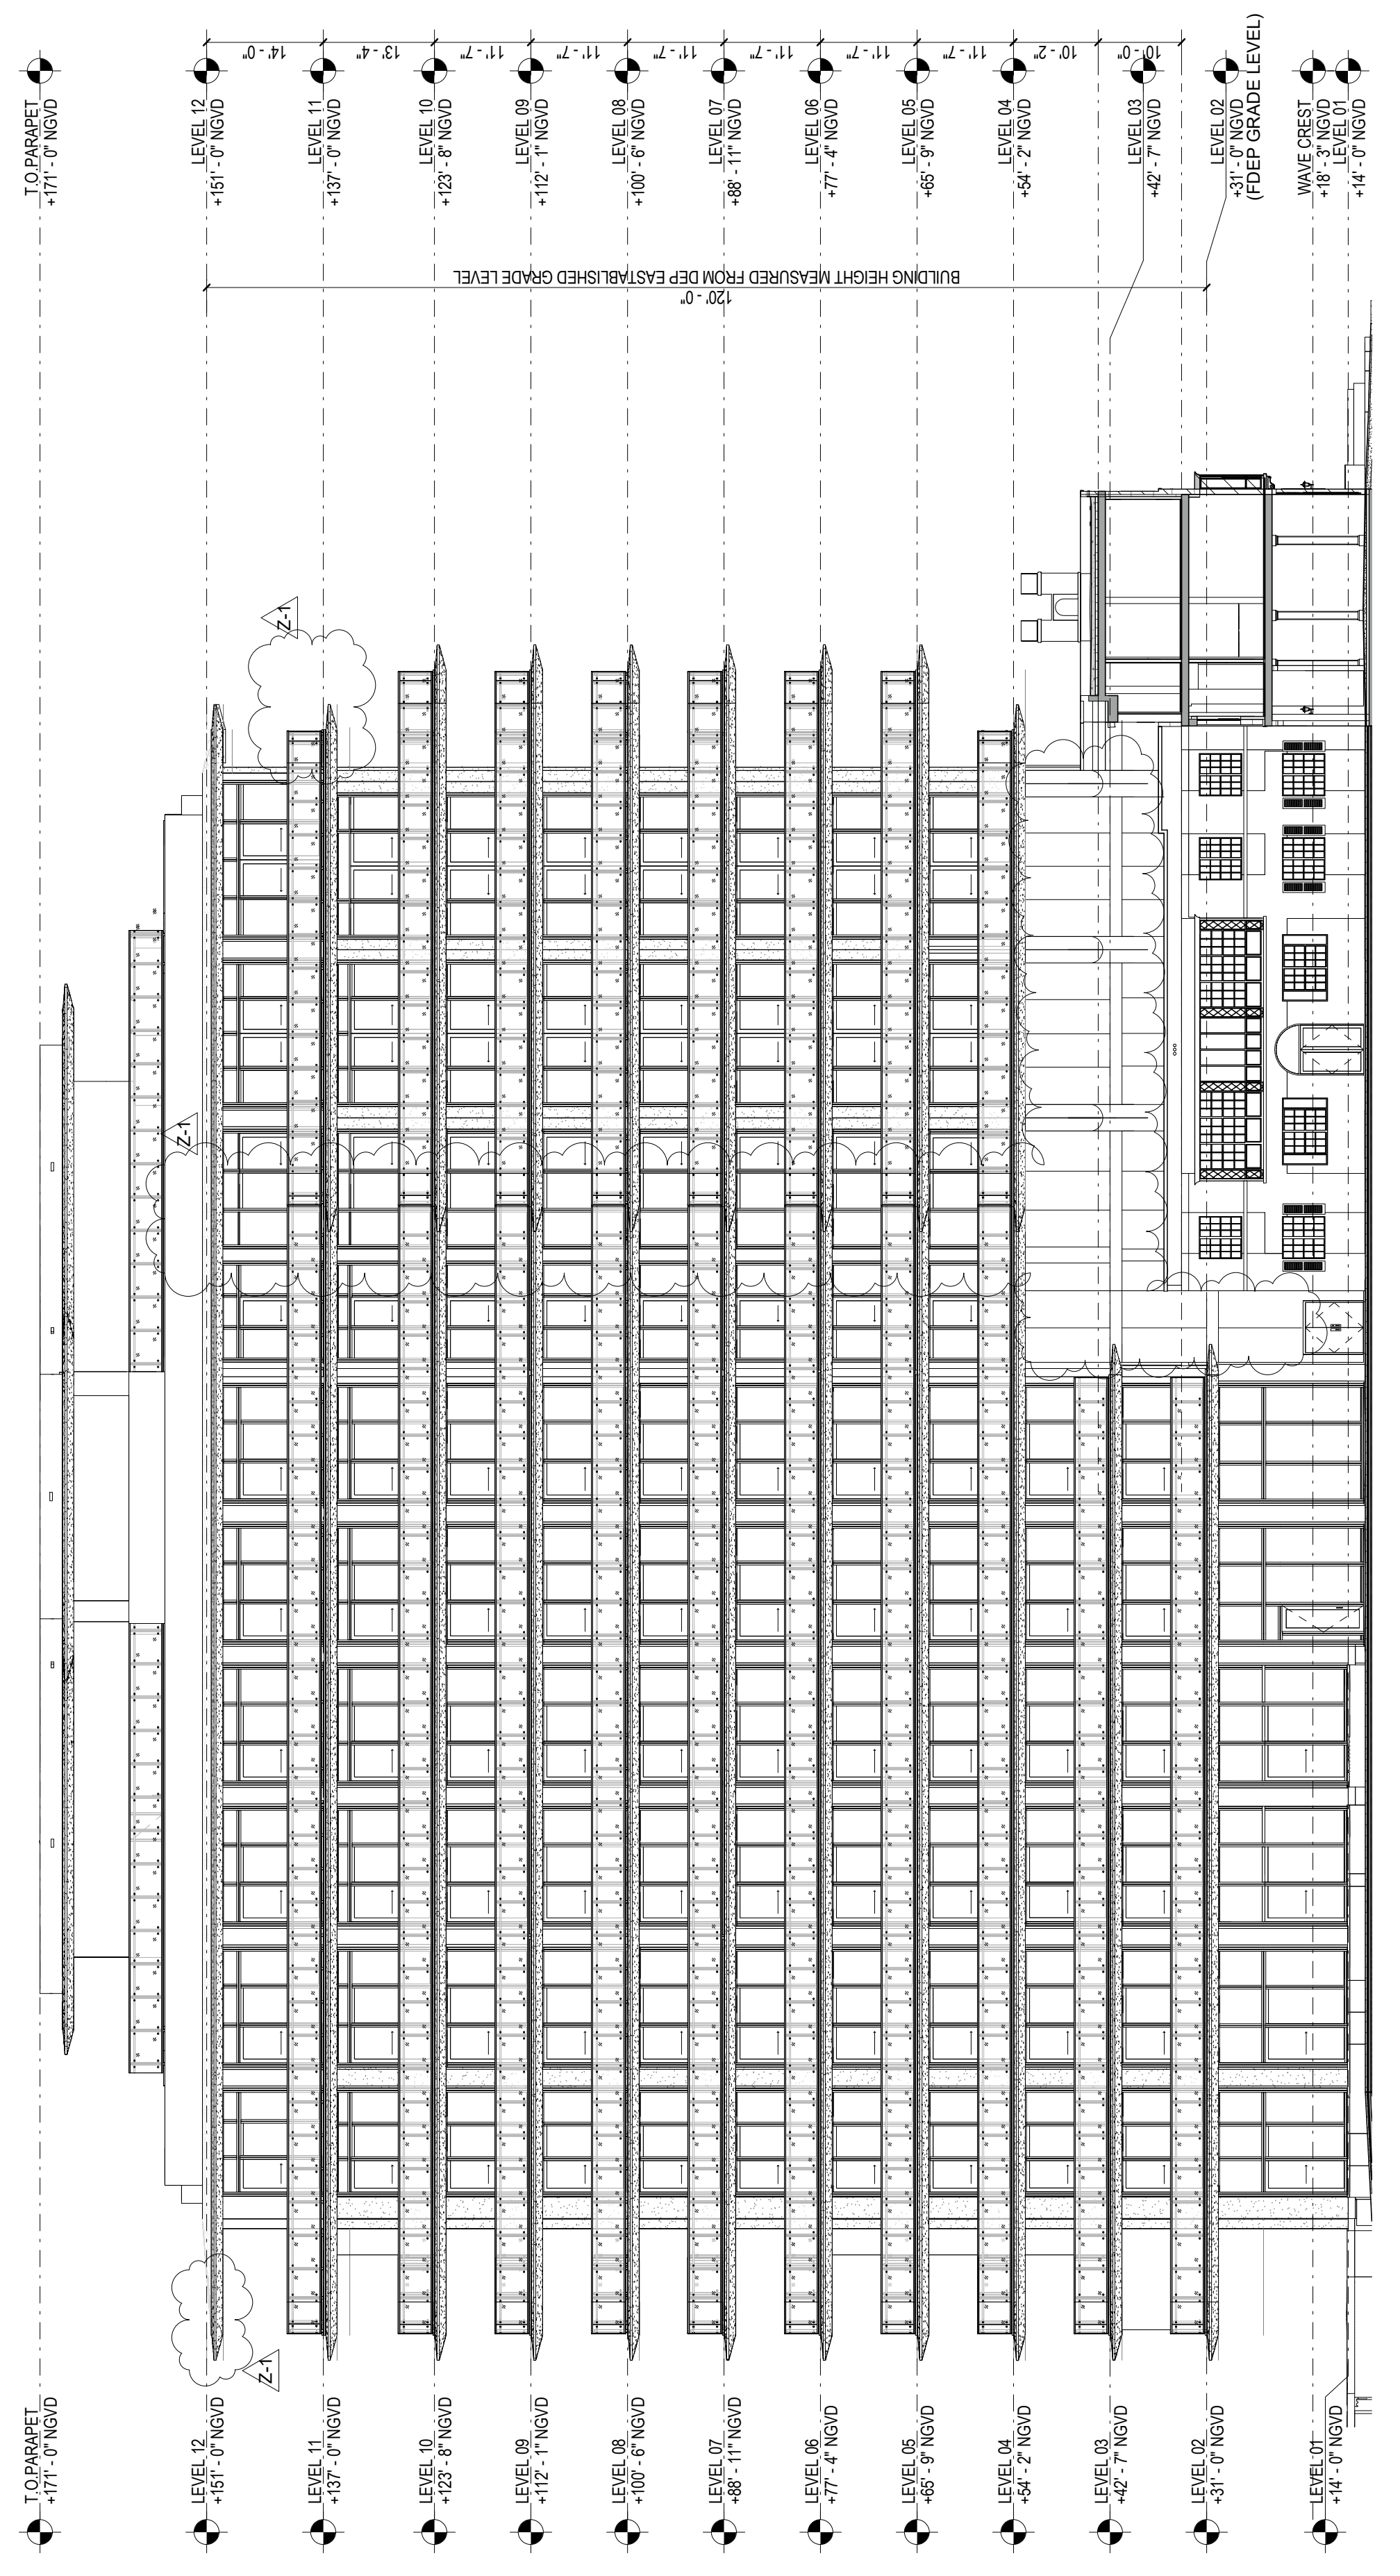 T.O.PARAPET
+171' - 0" NGVD
LEVEL 12
+151' - 0" NGVD
LEVEL 11
+137' - 0" NGVD
LEVEL 10
+123' - 8" NGVD
LEVEL 09
+112' - 1" NGVD
LEVEL 08
+100' - 6" NGVD
LEVEL 07
+88' - 11" NGVD
LEVEL 06
+77' - 4" NGVD
LEVEL 05
+65' - 9" NGVD
LEVEL 04
+54' - 2" NGVD
LEVEL 03
+42' - 7" NGVD
LEVEL 02
+31' - 0" NGVD
(FDEP GRADE LEVEL)
WAVE CREST
+18' - 3" NGVD
LEVEL 01
+14' - 0" NGVD
14' - 0"
13' - 4"
11' - 7"
11' - 7"
11' - 7"
11' - 7"
11' - 7"
11' - 7"
10' - 2"
10' - 0"
120' - 0"
BUILDING HEIGHT MEASURED FROM DEP EASTABLISHED GRADE LEVEL
Z-1
Z-1
Z-1
T.O.PARAPET
+171' - 0" NGVD
LEVEL 12
+151' - 0" NGVD
LEVEL 11
+137' - 0" NGVD
LEVEL 10
+123' - 8" NGVD
LEVEL 09
+112' - 1" NGVD
LEVEL 08
+100' - 6" NGVD
LEVEL 07
+88' - 11" NGVD
LEVEL 06
+77' - 4" NGVD
LEVEL 05
+65' - 9" NGVD
LEVEL 04
+54' - 2" NGVD
LEVEL 03
+42' - 7" NGVD
LEVEL 02
+31' - 0" NGVD
LEVEL 01
+14' - 0" NGVD